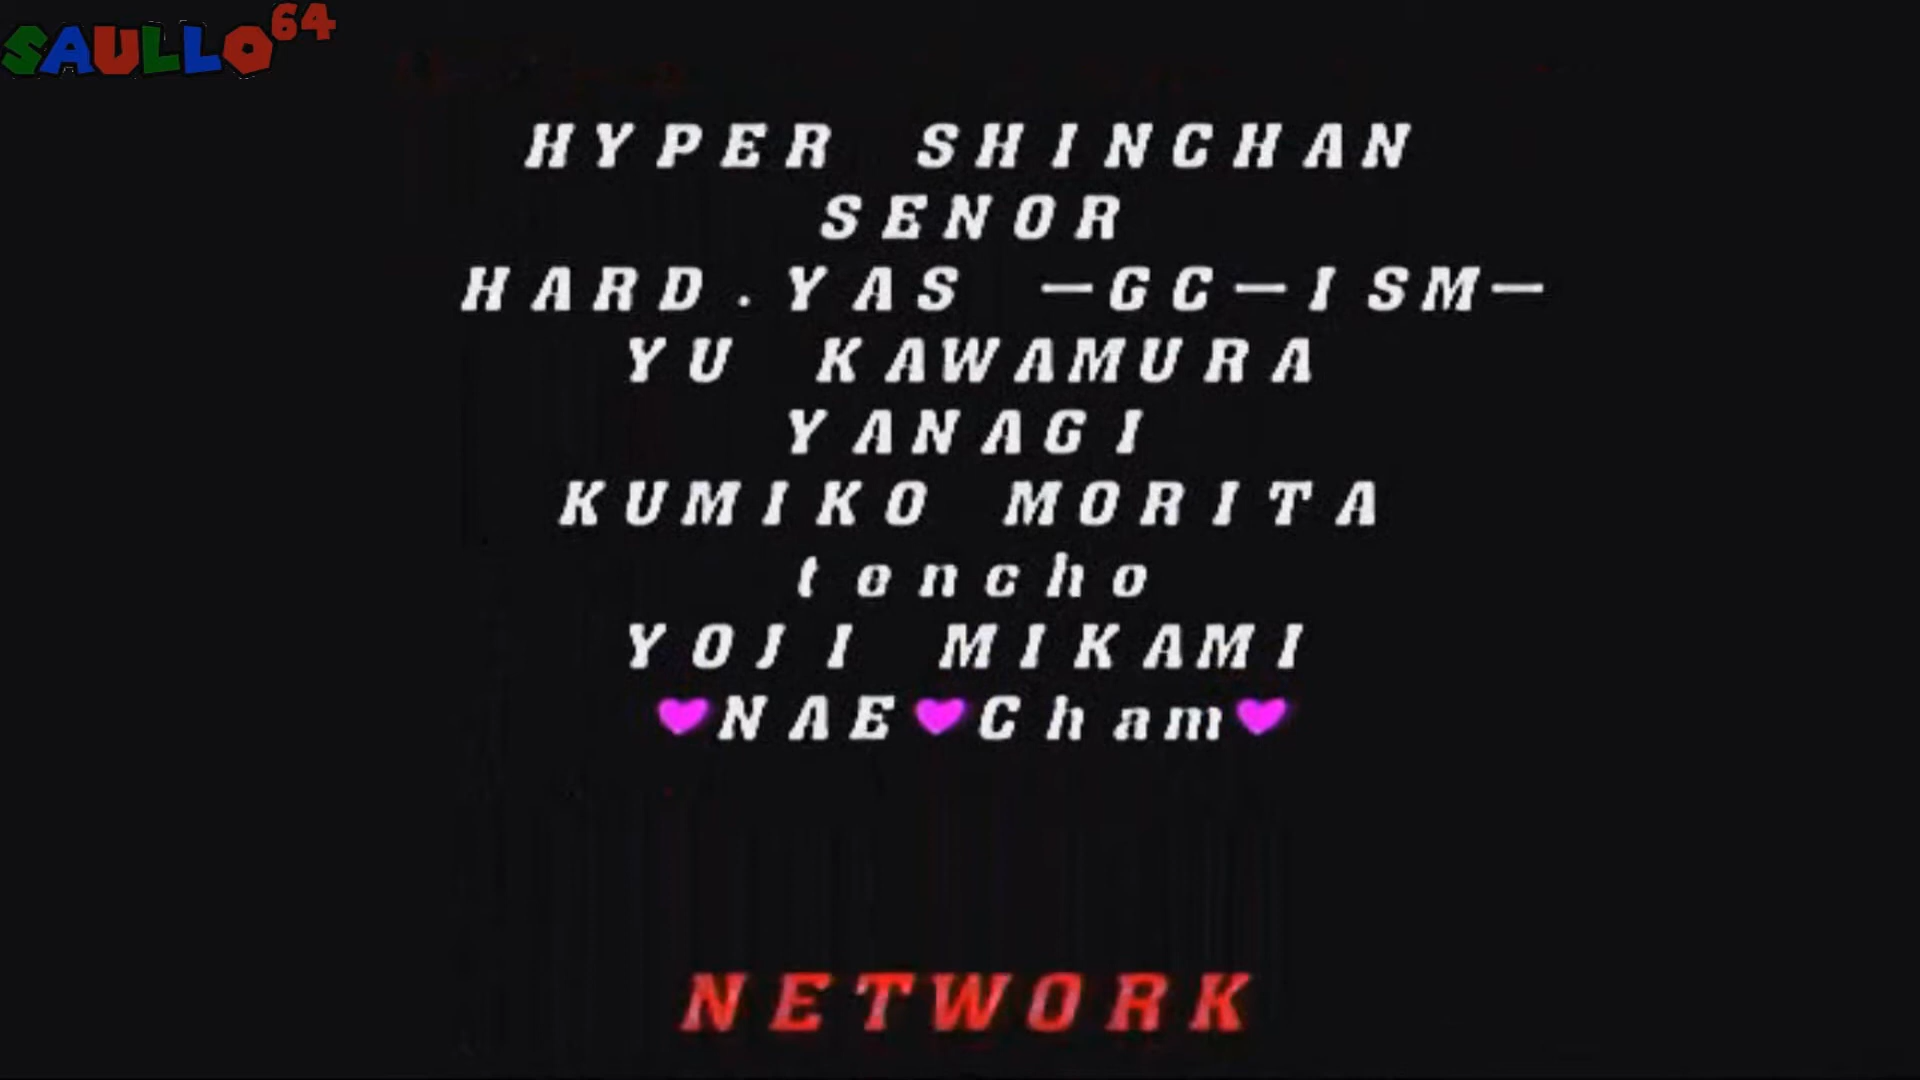 SAULLO64
HYPER SHINCHAN
SENOR
HARD.YAS —GC—ISM—
YU KAWAMURA
YANAGI
KUMIKO MORITA
toncho
YOJI MIKAMI
♥NAE♥Cham♥
NETWORK